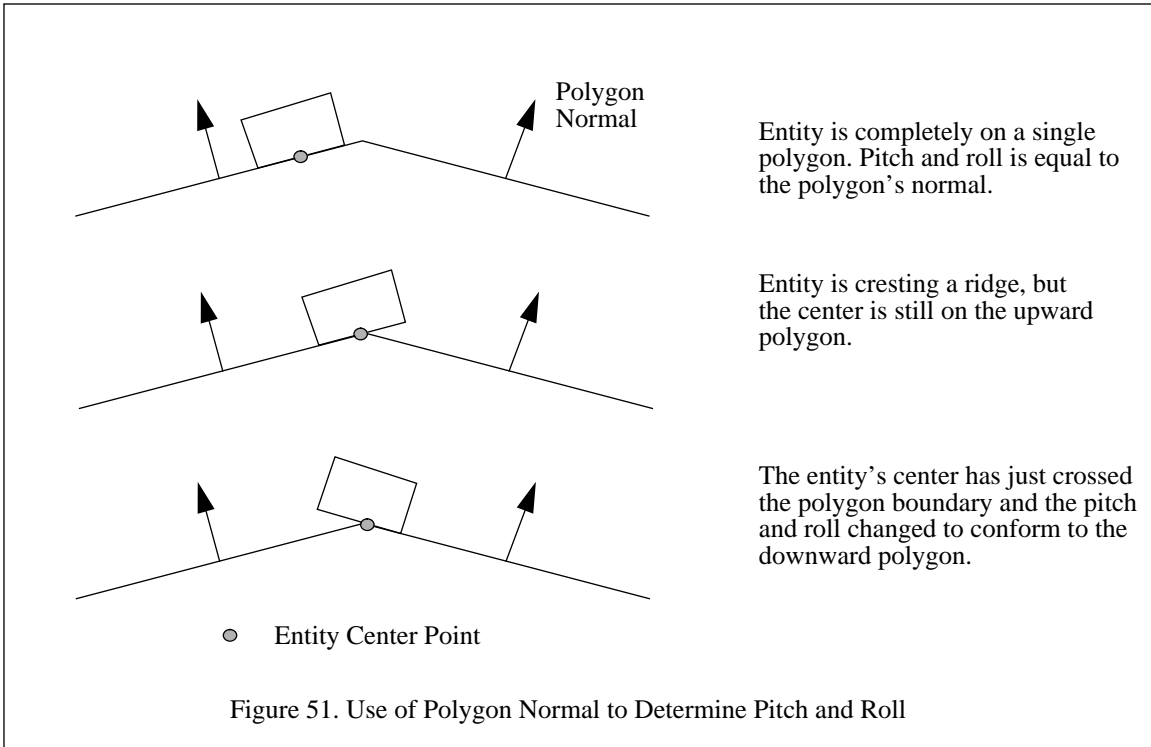 Polygon
Normal
Entity is completely on a single
polygon. Pitch and roll is equal to
the polygon's normal.
Entity is cresting a ridge, but
the center is still on the upward
polygon.
The entity's center has just crossed
the polygon boundary and the pitch
and roll changed to conform to the
downward polygon.
Entity Center Point
Figure 51. Use of Polygon Normal to Determine Pitch and Roll